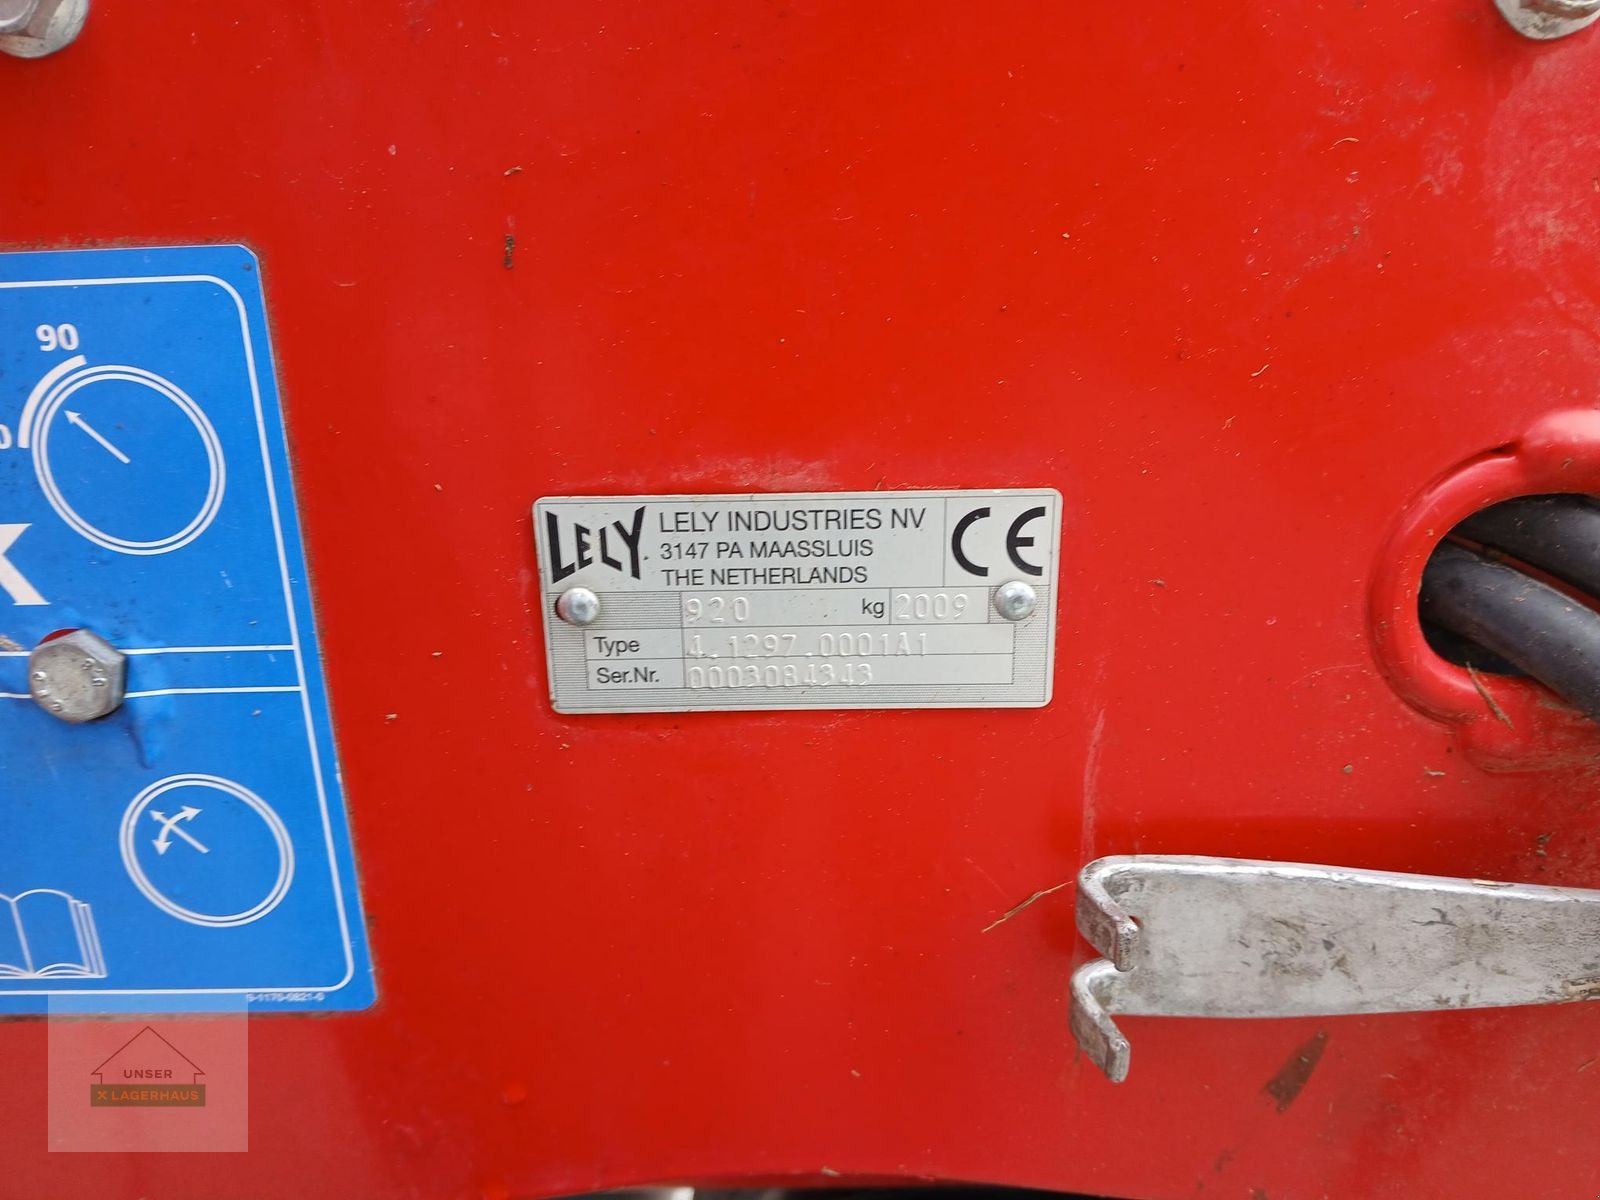 90
LELY
LELY INDUSTRIES NV
3147 PA MAASSLUIS
THE NETHERLANDS
CE
920 kg 2009
Type 4.1297.0001A1
Ser.Nr. 0003084343
UNSER
X LAGERHAUS